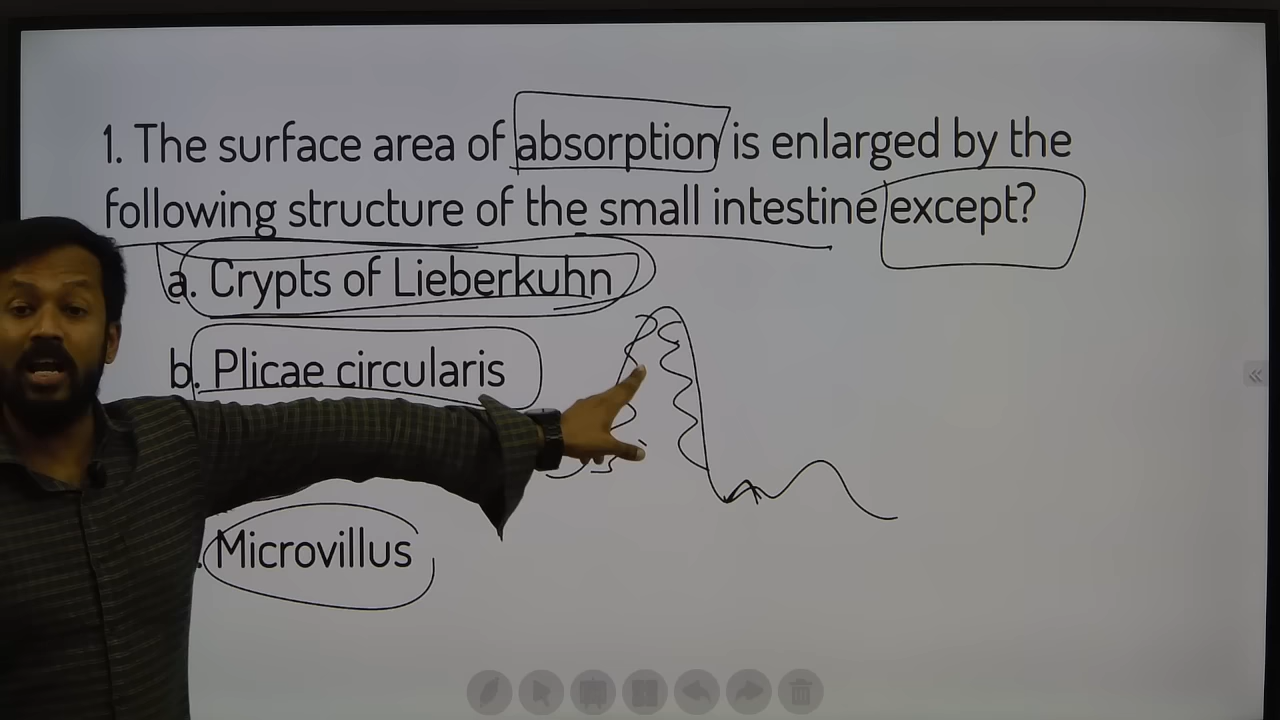 1. The surface area of absorption is enlarged by the
following structure of the small intestine except?
a. Crypts of Lieberkuhn
b. Plicae circularis
Microvillus